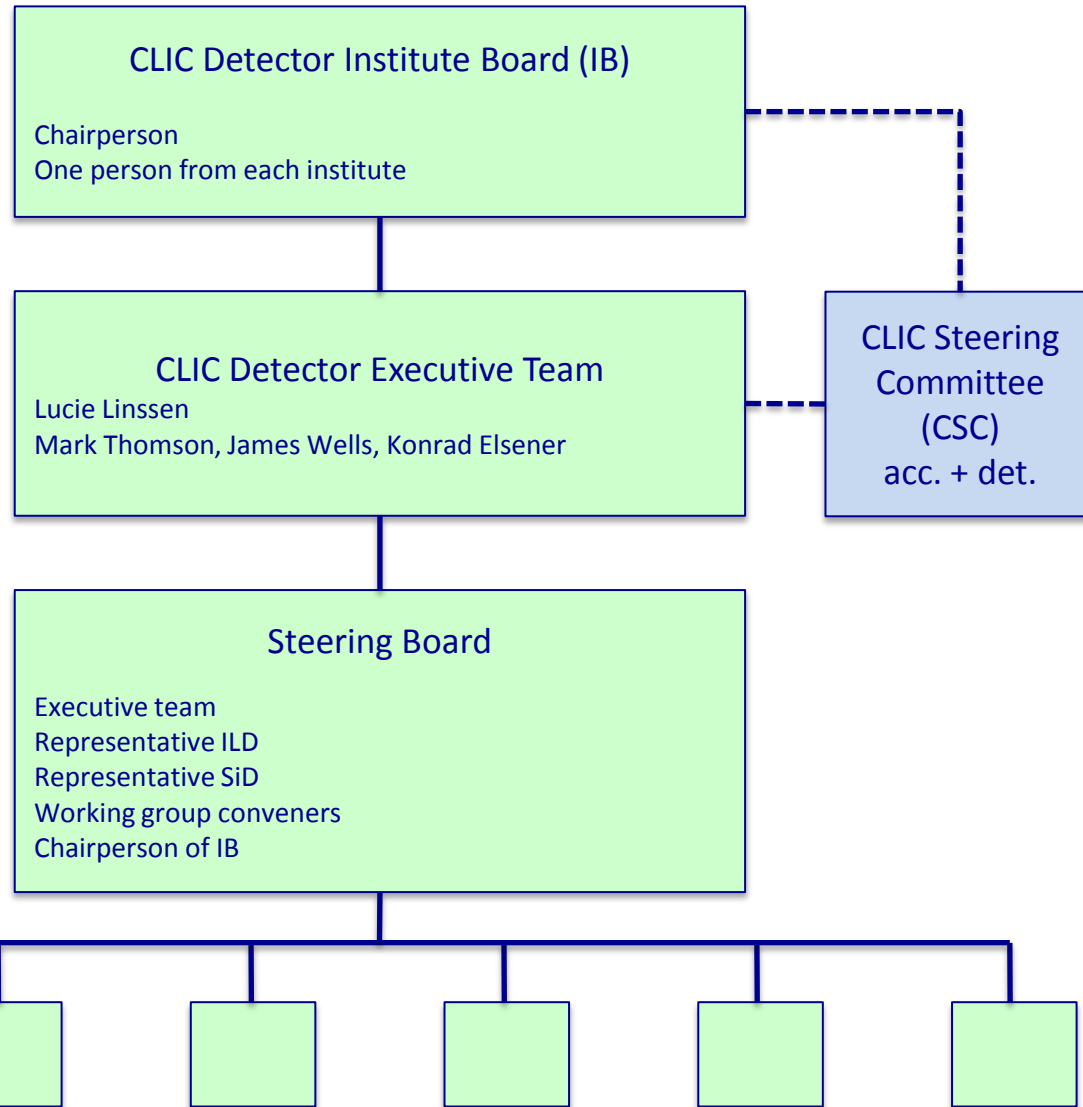 CLIC Detector Institute Board (IB)
Chairperson
One person from each institute
CLIC Detector Executive Team
Lucie Linssen
Mark Thomson, James Wells, Konrad Elsener
CLIC Steering
Committee
(CSC)
acc. + det.
Steering Board
Executive team
Representative ILD
Representative SiD
Working group conveners
Chairperson of IB